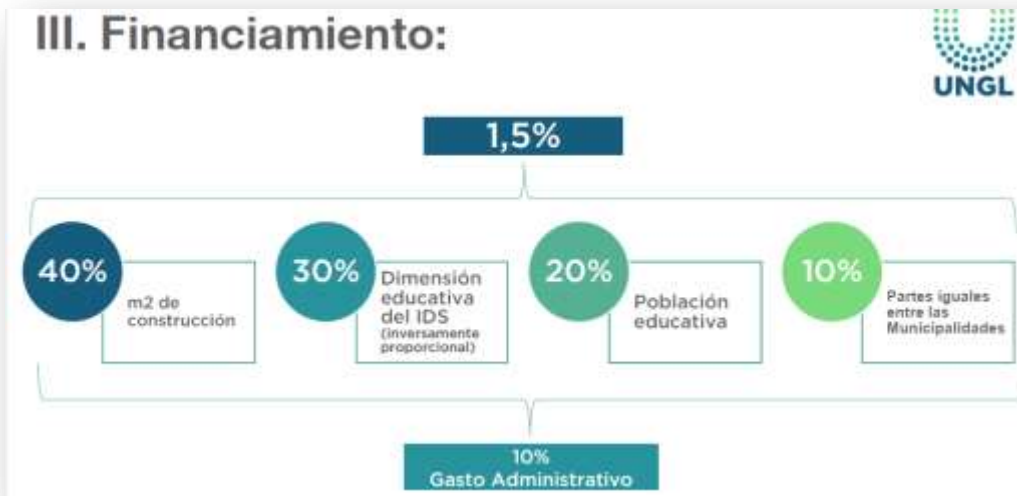 III. Financiamiento:
UNGL
1,5%
40%
m2 de
construcción
30%
Dimensión
educativa
del IDS
(inversamente
proporcional)
20%
Población
educativa
10%
Partes iguales
entre las
Municipalidades
10%
Gasto Administrativo